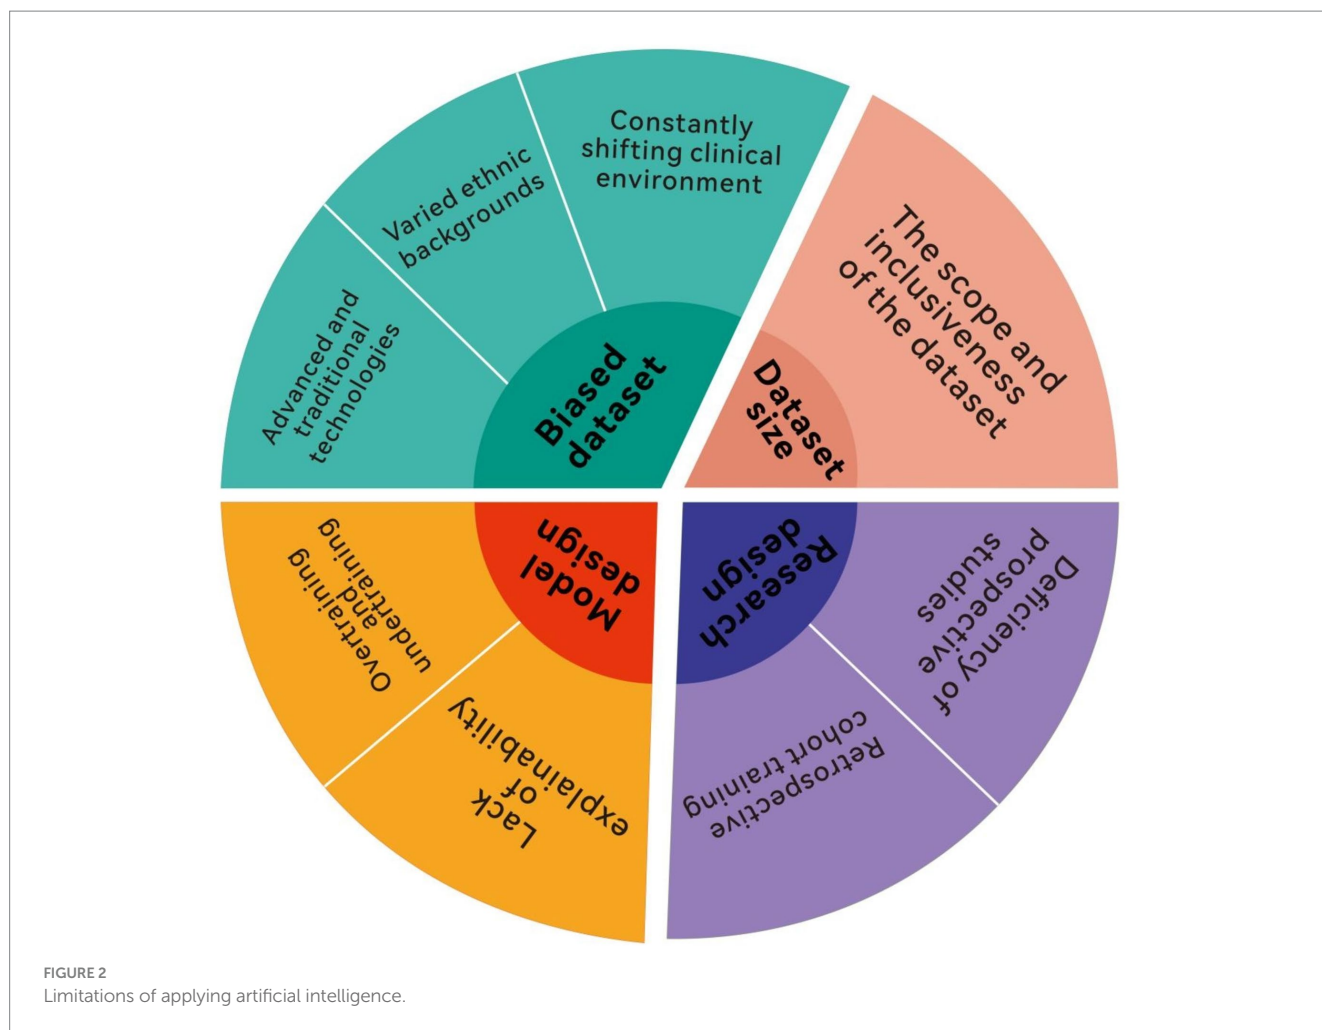 Constantly
shifting clinical
environment
Varied ethnic
backgrounds
Advanced and
traditional
technologies
Biased
dataset
The scope and
inclusiveness
of the dataset
Dataset
size
Research
design
Deficiency of
prospective
studies
Retrospective
cohort training
Model
design
Lack
of
explainability
Overtraining
and
undertraining
FIGURE 2
Limitations of applying artificial intelligence.